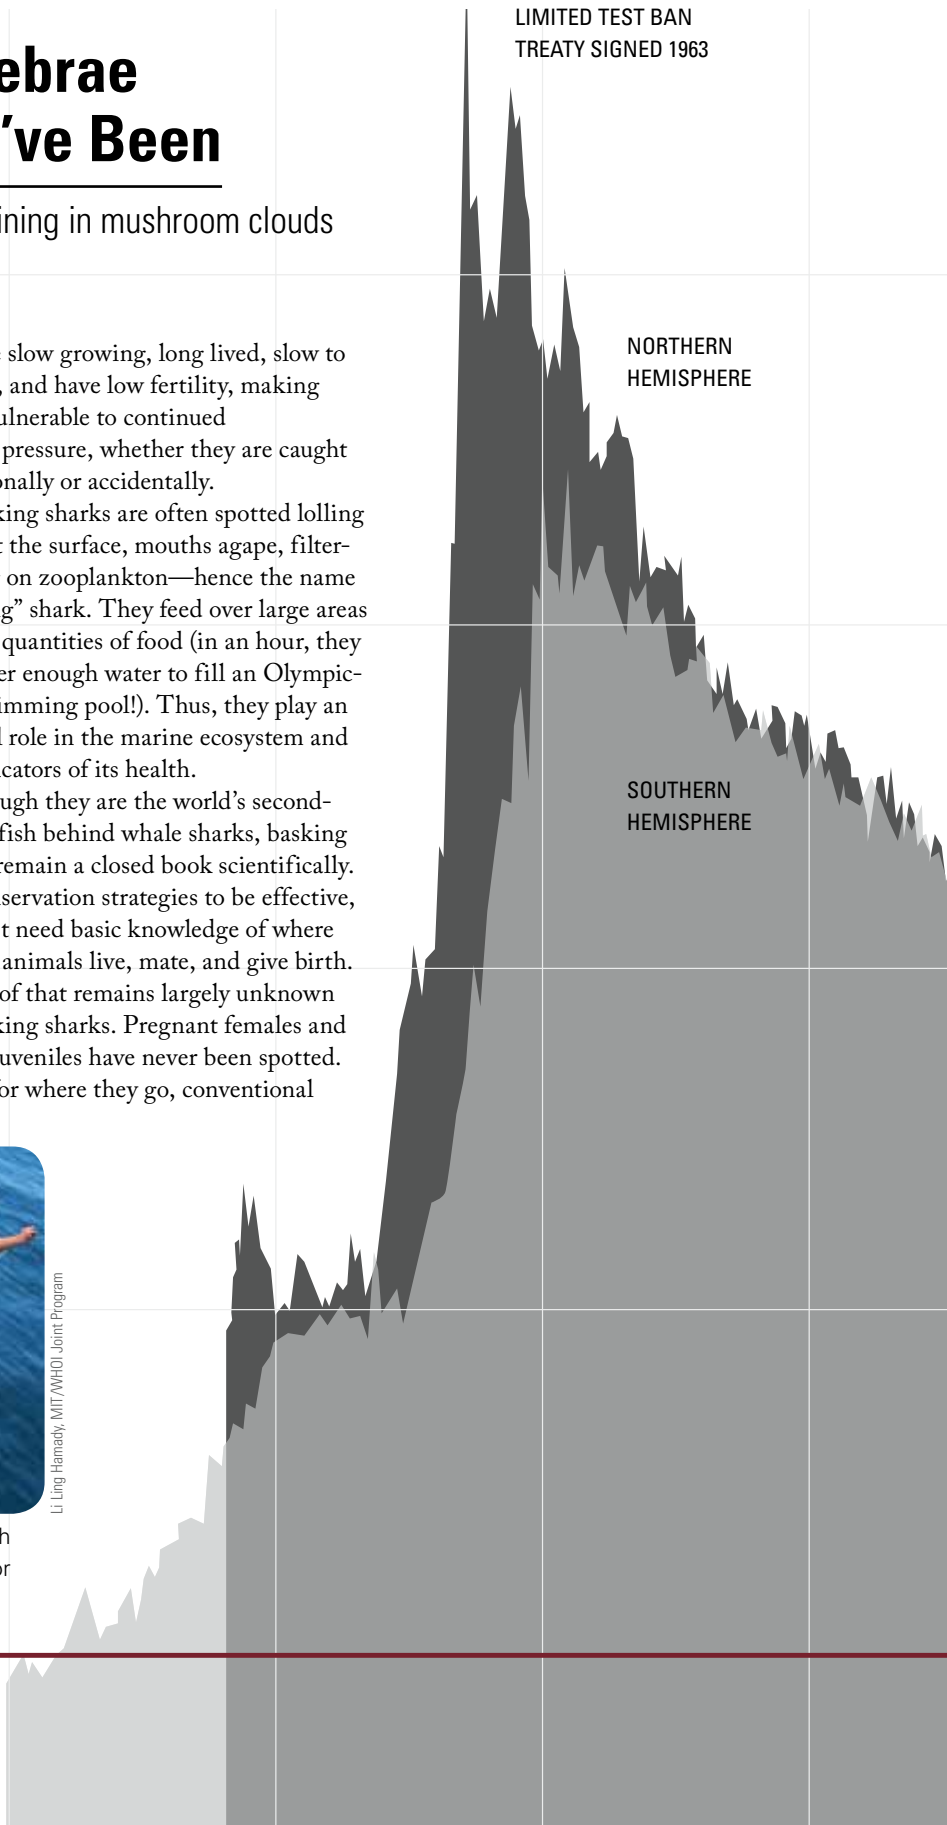 ebrae
’ve Been
ining in mushroom clouds
slow growing, long lived, slow to
, and have low fertility, making
ulnerable to continued
pressure, whether they are caught
onally or accidentally.
king sharks are often spotted lolling
t the surface, mouths agape, filter-
on zooplankton—hence the name
g” shark. They feed over large areas
quantities of food (in an hour, they
er enough water to fill an Olympic-
imming pool!). Thus, they play an
l role in the marine ecosystem and
icators of its health.
ugh they are the world’s second-
fish behind whale sharks, basking
remain a closed book scientifically.
servation strategies to be effective,
t need basic knowledge of where
animals live, mate, and give birth.
of that remains largely unknown
king sharks. Pregnant females and
uveniles have never been spotted.
or where they go, conventional
Li Ling Hamady, MIT/WHOI Joint Program
h
or
LIMITED TEST BAN
TREATY SIGNED 1963
NORTHERN
HEMISPHERE
SOUTHERN
HEMISPHERE